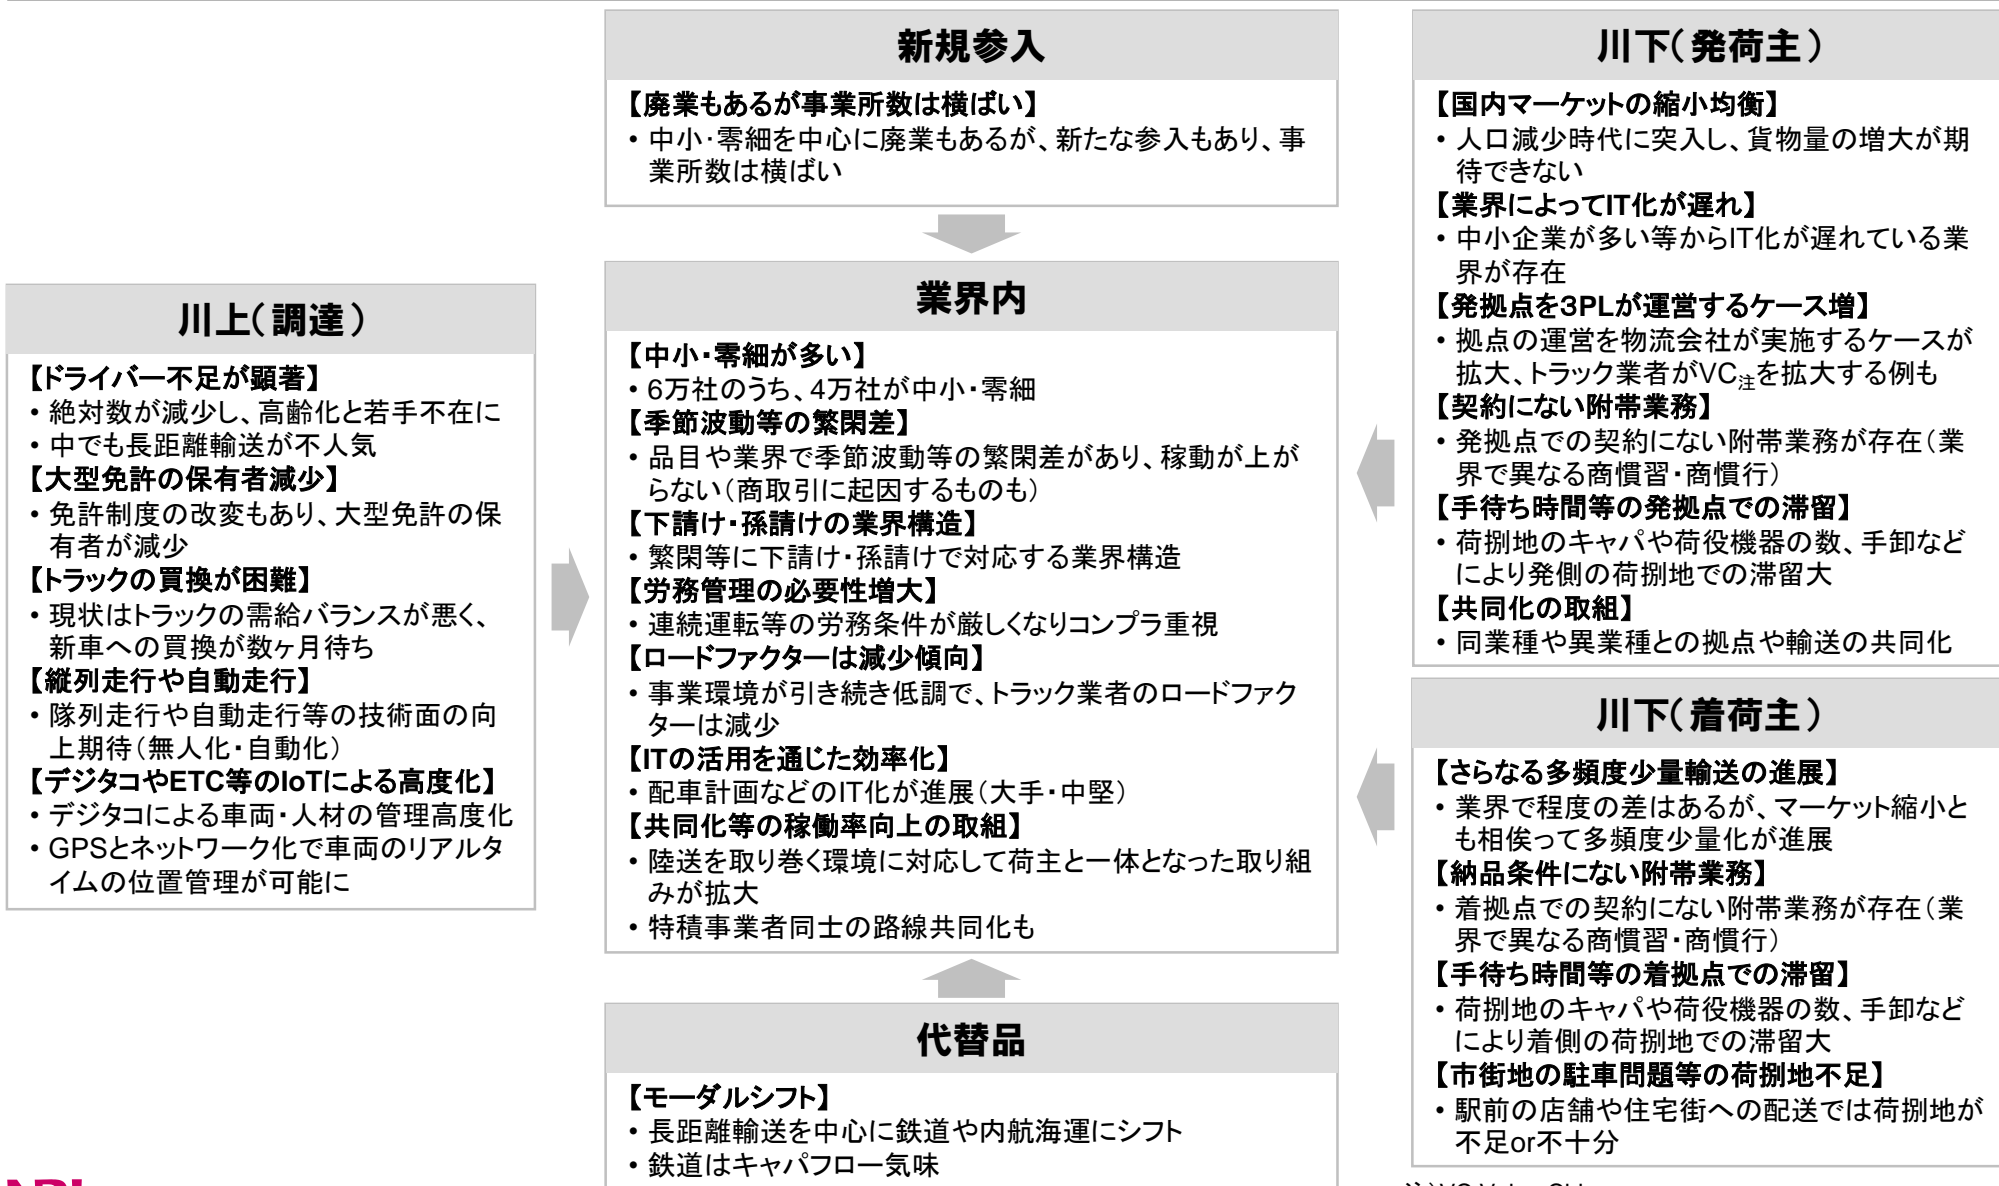 新規参入
【廃業もあるが事業所数は横ばい】
• 中小・零細を中心に廃業もあるが、新たな参入もあり、事
業所数は横ばい
川上(調達)
【ドライバー不足が顕著】
• 絶対数が減少し、高齢化と若手不在に
• 中でも長距離輸送が不人気
【大型免許の保有者減少】
• 免許制度の改変もあり、大型免許の保
有者が減少
【トラックの買換が困難】
• 現状はトラックの需給バランスが悪く、
新車への買換が数ヶ月待ち
【縦列走行や自動走行】
• 隊列走行や自動走行等の技術面の向
上期待(無人化・自動化)
【デジタコやETC等のIoTによる高度化】
• デジタコによる車両・人材の管理高度化
• GPSとネットワーク化で車両のリアルタ
イムの位置管理が可能に
業界内
【中小・零細が多い】
• 6万社のうち、4万社が中小・零細
【季節波動等の繁閑差】
• 品目や業界で季節波動等の繁閑差があり、稼動が上が
らない(商取引に起因するものも)
【下請け・孫請けの業界構造】
• 繁閑等に下請け・孫請けで対応する業界構造
【労務管理の必要性増大】
• 連続運転等の労務条件が厳しくなりコンプラ重視
【ロードファクターは減少傾向】
• 事業環境が引き続き低調で、トラック業者のロードファク
ターは減少
【ITの活用を通じた効率化】
• 配車計画などのIT化が進展(大手・中堅)
【共同化等の稼働率向上の取組】
• 陸送を取り巻く環境に対応して荷主と一体となった取り組
みが拡大
• 特積事業者同士の路線共同化も
代替品
【モーダルシフト】
• 長距離輸送を中心に鉄道や内航海運にシフト
• 鉄道はキャパフロー気味
川下(発荷主)
【国内マーケットの縮小均衡】
• 人口減少時代に突入し、貨物量の増大が期
待できない
【業界によってIT化が遅れ】
• 中小企業が多い等からIT化が遅れている業
界が存在
【発拠点を3PLが運営するケース増】
• 拠点の運営を物流会社が実施するケースが
拡大、トラック業者がVC注を拡大する例も
【契約にない附帯業務】
• 発拠点での契約にない附帯業務が存在(業
界で異なる商慣習・商慣行)
【手待ち時間等の発拠点での滞留】
• 荷捌地のキャパや荷役機器の数、手卸など
により発側の荷捌地での滞留大
【共同化の取組】
• 同業種や異業種との拠点や輸送の共同化
川下(着荷主)
【さらなる多頻度少量輸送の進展】
• 業界で程度の差はあるが、マーケット縮小と
も相俟って多頻度少量化が進展
【納品条件にない附帯業務】
• 着拠点での契約にない附帯業務が存在(業
界で異なる商慣習・商慣行)
【手待ち時間等の着拠点での滞留】
• 荷捌地のキャパや荷役機器の数、手卸など
により着側の荷捌地での滞留大
【市街地の駐車問題等の荷捌地不足】
• 駅前の店舗や住宅街への配送では荷捌地が
不足or不十分